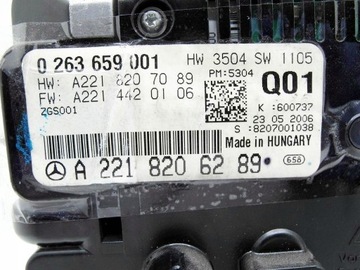 0 263 659 001 HW 3504 SW 1105
HW: A221 820 70 89 PM:5304
FW: A221 442 01 06 Q01
ZGS001 K :600737
23 05 2006
S :8207001038
Made in HUNGARY
A 221 820 62 89 658